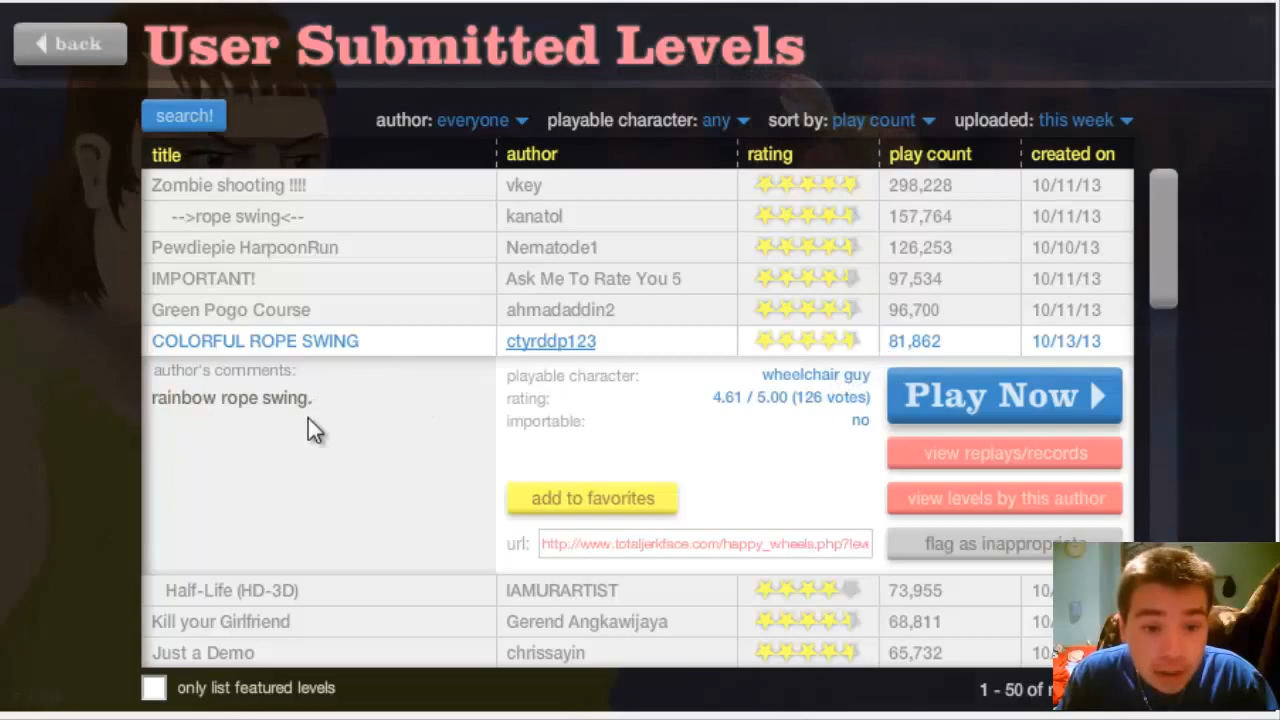 back
User Submitted Levels
search!
author: everyone playable character: any sort by: play count uploaded: this week
title author rating play count created on
Zombie shooting !!!! vkey 298,228 10/11/13
-->rope swing<-- kanatol 157,764 10/11/13
Pewdiepie HarpoonRun Nematode1 126,253 10/10/13
IMPORTANT! Ask Me To Rate You 5 97,534 10/11/13
Green Pogo Course ahmadaddin2 96,700 10/11/13
COLORFUL ROPE SWING ctyrddp123 81,862 10/13/13
author's comments:
rainbow rope swing.
playable character: wheelchair guy
rating: 4.61 / 5.00 (126 votes)
importable: no
Play Now
view replays/records
add to favorites
view levels by this author
url: http://www.totaljerkface.com/happy_wheels.php?leve
flag as inappropriate
Half-Life (HD-3D) IAMURARTIST 73,955 10/
Kill your Girlfriend Gerend Angkawijaya 68,811 10/
Just a Demo chrissayin 65,732
only list featured levels
1 - 50 of